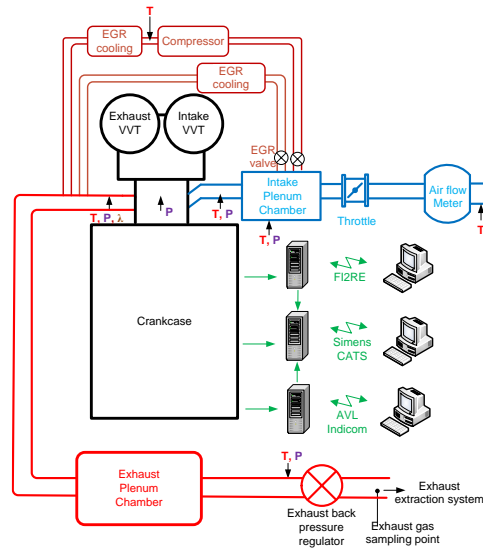 T
EGR
cooling
Compressor
EGR
cooling
Exhaust
VVT
Intake
VVT
EGR
valve
Intake
Plenum
Chamber
Throttle
Air flow
Meter
T
T, P, λ
P
T, P
T, P
Crankcase
FI2RE
Simens
CATS
AVL
Indicom
Exhaust
Plenum
Chamber
T, P
Exhaust back
pressure
regulator
Exhaust
extraction system
Exhaust gas
sampling point